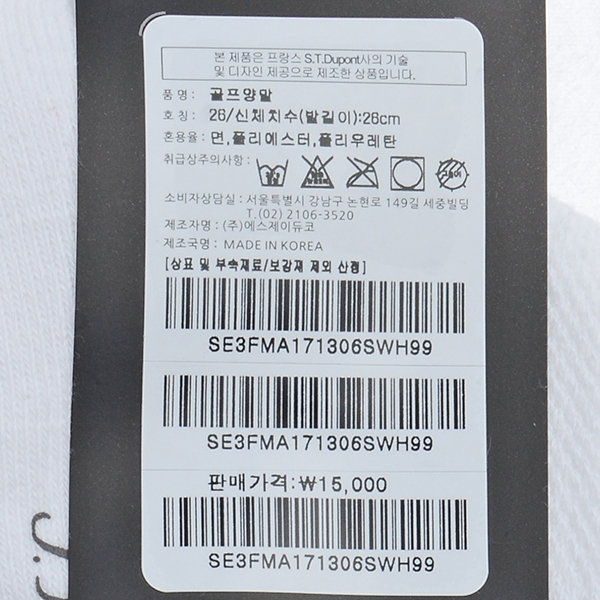 본 제품은 프랑스 S.T.Dupont사의 기술
및 디자인 제공으로 제조한 상품입니다.
품 명 : 골프양말
호 칭 : 26/신체치수(발길이):26cm
혼용율 : 면,폴리에스터,폴리우레탄
취급상주의사항 :
소비자상담실 : 서울특별시 강남구 논현로 149길 세중빌딩
T.(02) 2106-3520
제조자명 : (주)에스제이듀코
제조국명 : MADE IN KOREA
[상표 및 부속재료/보강재 제외 산정]
SE3FMA171306SWH99
SE3FMA171306SWH99
판매가격:₩15,000
SE3FMA171306SWH99